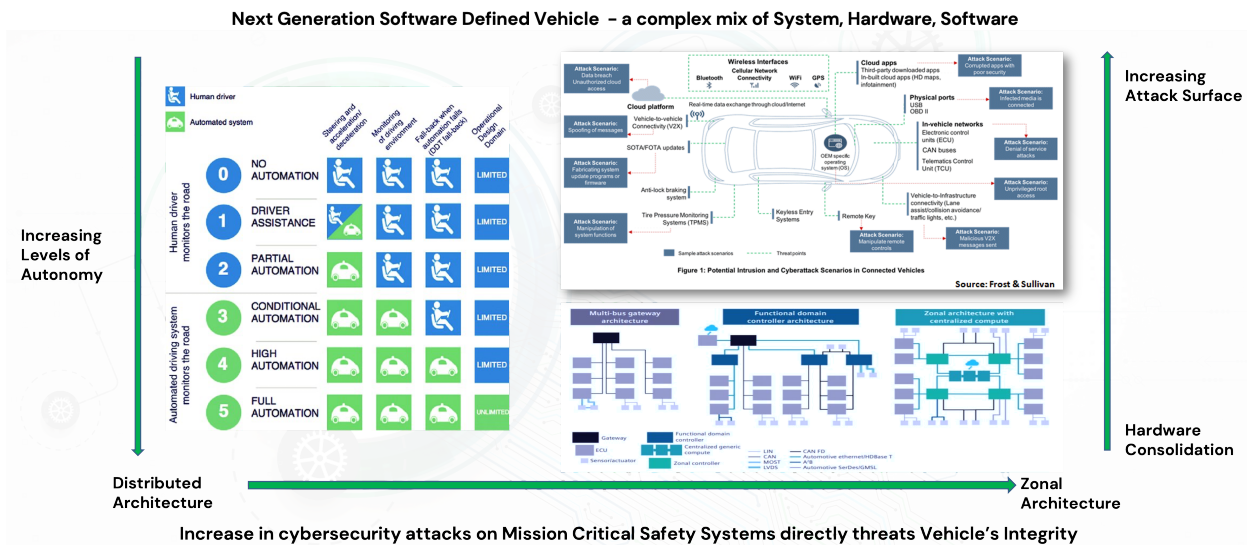 Next Generation Software Defined Vehicle – a complex mix of System, Hardware, Software
Increasing
Levels of
Autonomy
Human driver
Automated system
Steering and
acceleration/
deceleration
Monitoring
of driving
environment
Fall-back when
automation fails
(DDT fall-back)
Operational
Design
Domain
Human driver
monitors the road
0
NO
AUTOMATION
LIMITED
1
DRIVER
ASSISTANCE
LIMITED
2
PARTIAL
AUTOMATION
LIMITED
Automated driving system
monitors the road
3
CONDITIONAL
AUTOMATION
LIMITED
4
HIGH
AUTOMATION
LIMITED
5
FULL
AUTOMATION
UNLIMITED
Attack Scenario:
Data breach
Unauthorized cloud
access
Cloud platform
Wireless Interfaces
Bluetooth
Cellular Network
Connectivity
WiFi
GPS
Real-time data exchange through cloud/internet
Cloud apps
Third-party downloaded apps
In-built cloud apps (HD maps,
infotainment)
Attack Scenario:
Corrupted apps with
poor security
Physical ports
USB
OBD II
Attack Scenario:
Infected media is
connected
Vehicle-to-vehicle
Connectivity (V2X)
Attack Scenario:
Spoofing of messages
SOTA/FOTA updates
Attack Scenario:
Fabricating system
update programs or
firmware
In-vehicle networks
Electronic control
units (ECU)
CAN buses
Telematics Control
Unit (TCU)
Attack Scenario:
Denial of service
attacks
OEM specific
operating
system (OS)
Attack Scenario:
Unprivileged root
access
Anti-lock braking
system
Attack Scenario:
Manipulation of
system functions
Tire Pressure Monitoring
Systems (TPMS)
Keyless Entry
Systems
Remote Key
Vehicle-to-Infrastructure
connectivity (Lane
assist/collision avoidance/
traffic lights, etc.)
Attack Scenario:
Manipulate remote
controls
Attack Scenario:
Malicious V2X
messages sent
Sample attack scenarios
Threat points
Figure 1: Potential Intrusion and Cyberattack Scenarios in Connected Vehicles
Source: Frost & Sullivan
Increasing
Attack Surface
Multi-bus gateway
architecture
Functional domain
controller architecture
Zonal architecture with
centralized compute
Gateway
ECU
Sensor/actuator
Functional domain
controller
Centralized generic
compute
Zonal controller
LIN
CAN
MOST
LVDS
CAN FD
Automotive ethernet/HDBase T
A²B
Automotive SerDes/GMSL
Hardware
Consolidation
Distributed
Architecture
Zonal
Architecture
Increase in cybersecurity attacks on Mission Critical Safety Systems directly threats Vehicle's Integrity